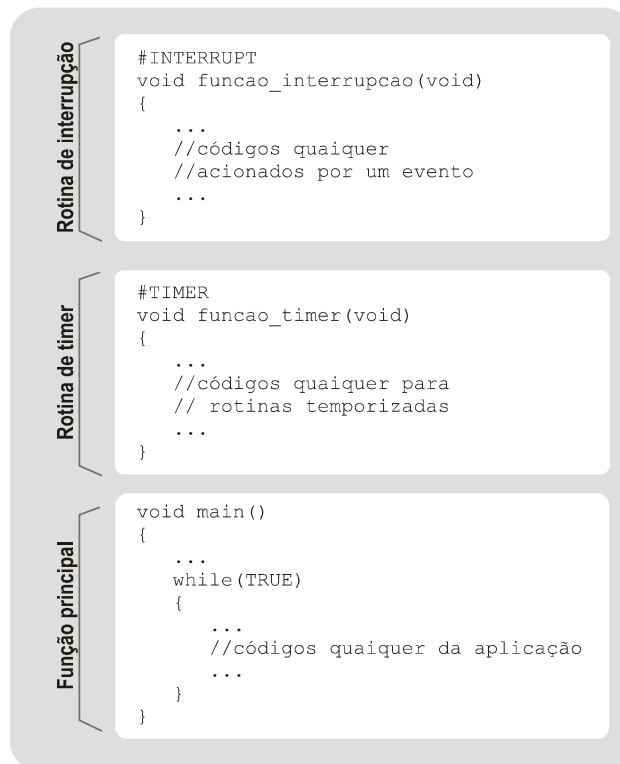 Rotina de interrupção
#INTERRUPT
void funcao_interrupcao(void)
{
...
//códigos quaiquer
//acionados por um evento
...
}
Rotina de timer
#TIMER
void funcao_timer(void)
{
...
//códigos quaiquer para
// rotinas temporizadas
...
}
Função principal
void main()
{
...
while(TRUE)
{
...
//códigos quaiquer da aplicação
...
}
}